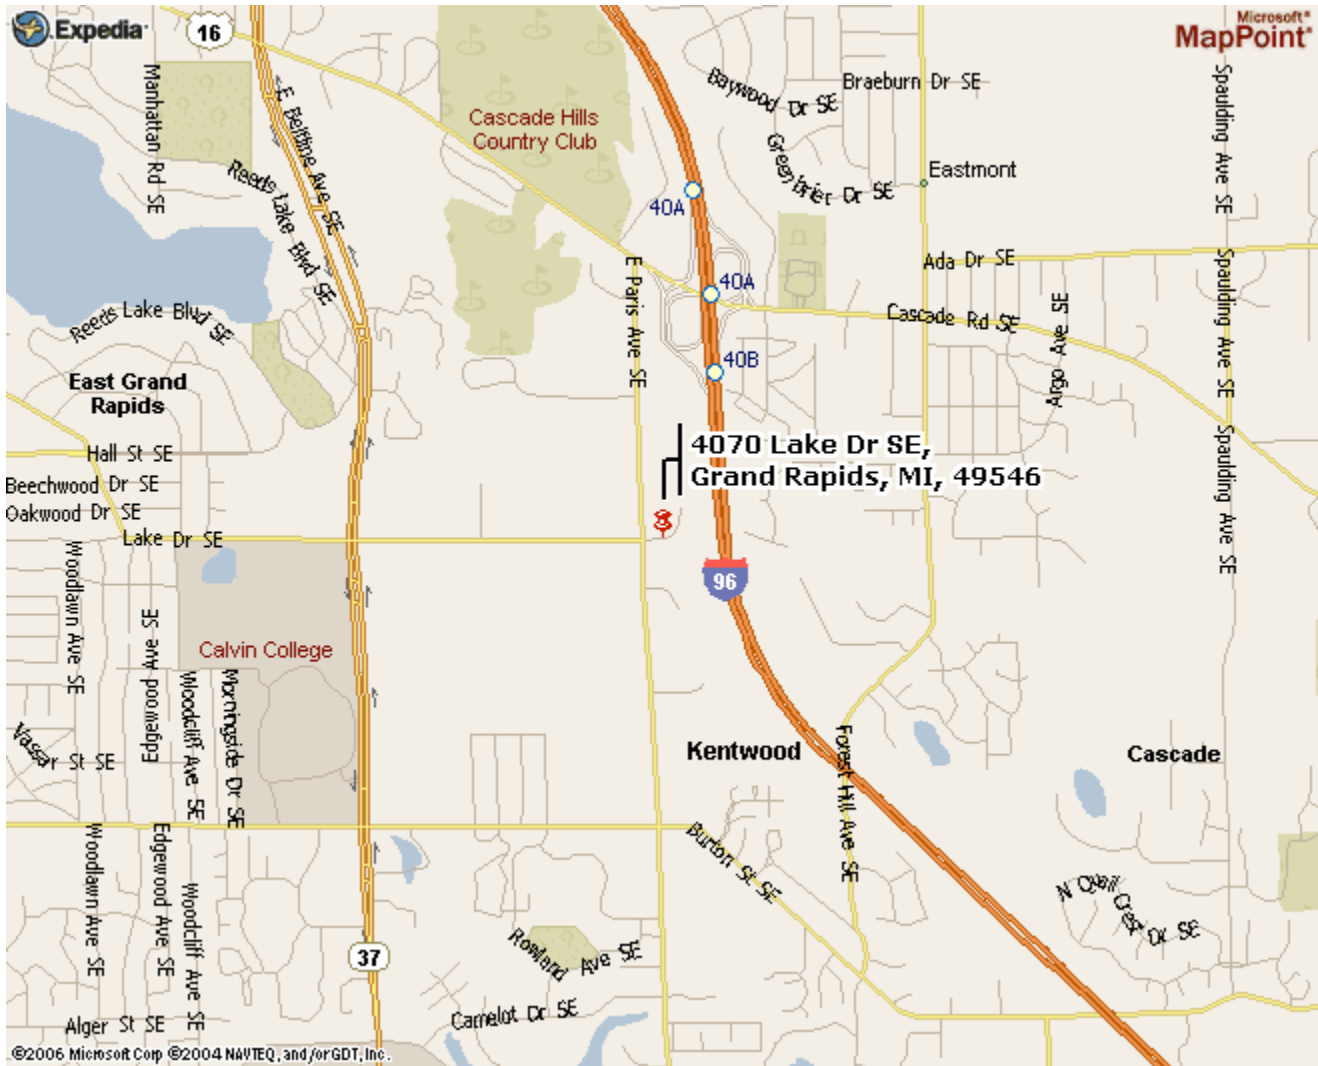 Expedia
16
Microsoft®
MapPoint®
Manhattan Rd SE
E Beltline Ave SE
Reeds Lake Blvd SE
Cascade Hills
Country Club
Baywood Dr SE
Braeburn Dr SE
Greenbrier Dr SE
Eastmont
Spaulding Ave SE
40A
Ada Dr SE
Spaulding Ave SE
E Paris Ave SE
40A
Cascade Rd SE
Argo Ave SE
Reeds Lake Blvd SE
40B
East Grand
Rapids
Hall St SE
4070 Lake Dr SE,
Grand Rapids, MI, 49546
Spaulding Ave SE
Beechwood Dr SE
Oakwood Dr SE
Lake Dr SE
96
Woodlawn Ave SE
Edgewood Ave SE
Calvin College
Woodcliff Ave SE
Morningside Dr SE
Vassar St SE
Kentwood
Forest Hill Ave SE
Cascade
Burton St SE
Woodlawn Ave SE
Edgewood Ave SE
Woodcliff Ave SE
N Quail Crest Dr SE
37
Rowland Ave SE
Camelot Dr SE
Alger St SE
©2006 Microsoft Corp ©2004 NAVTEQ, and/or GDT, Inc.